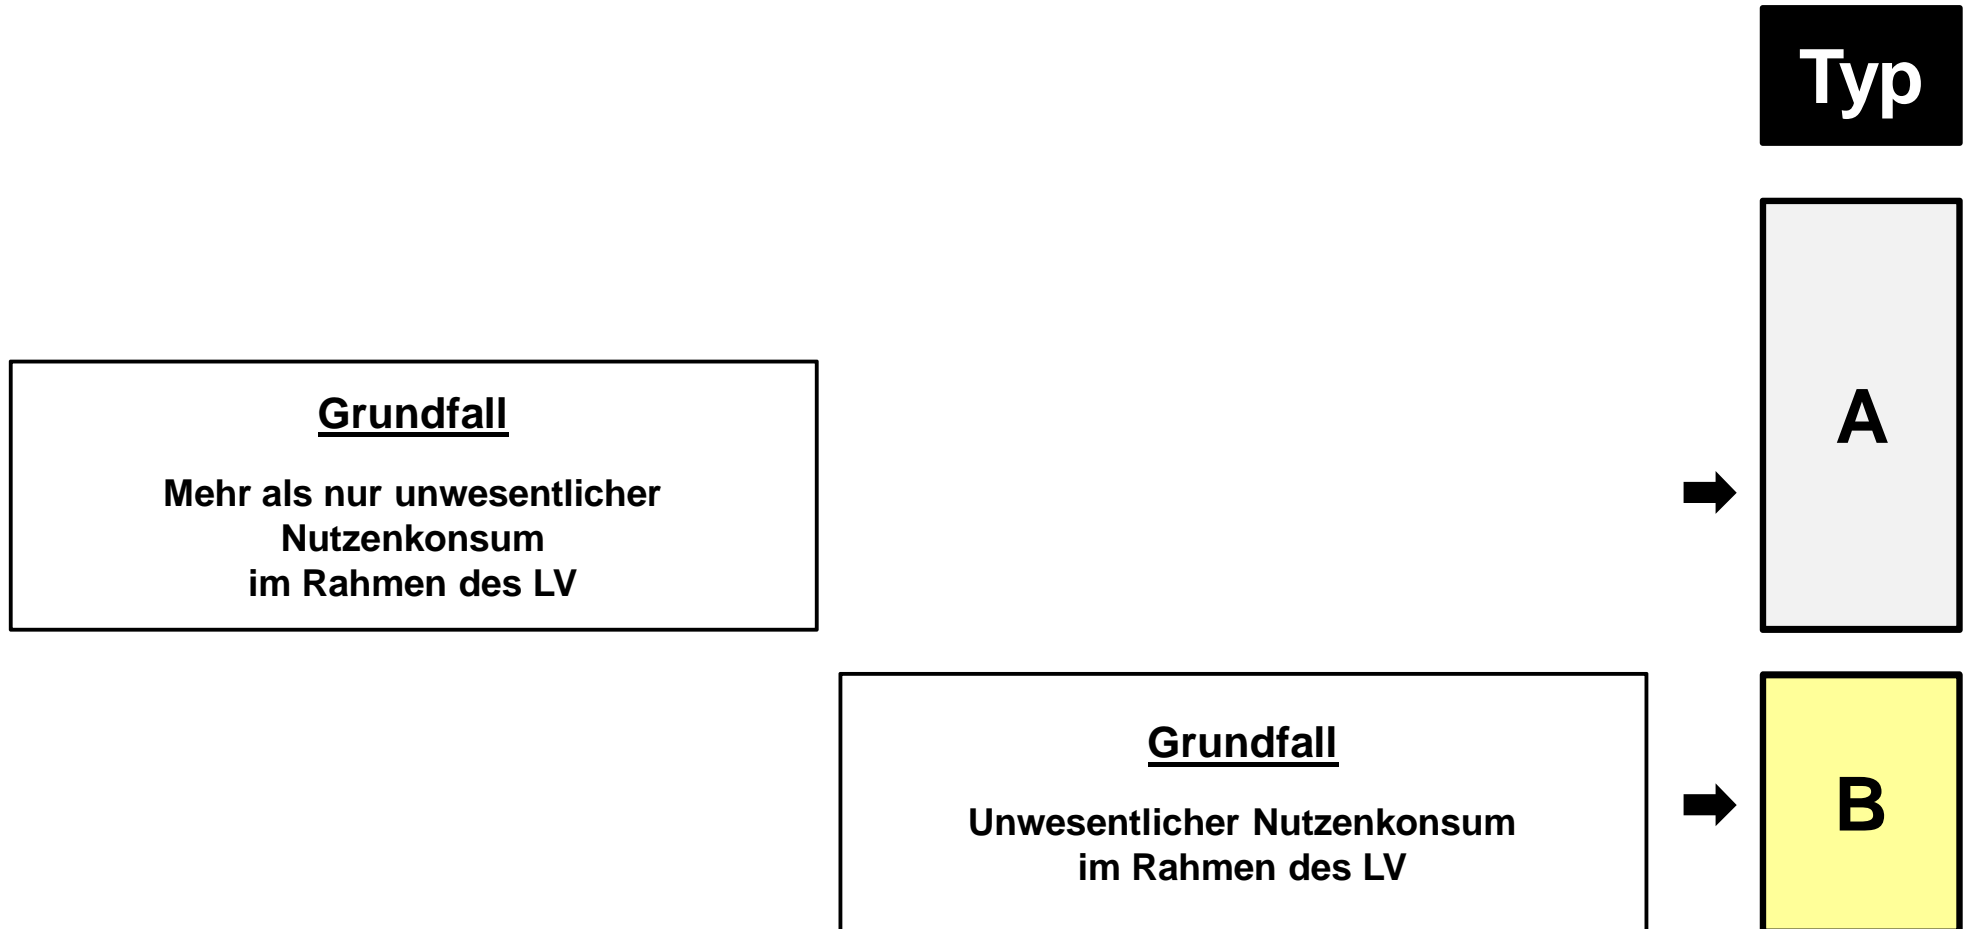 Typ
Grundfall
Mehr als nur unwesentlicher
Nutzenkonsum
im Rahmen des LV
A
Grundfall
Unwesentlicher Nutzenkonsum
im Rahmen des LV
B